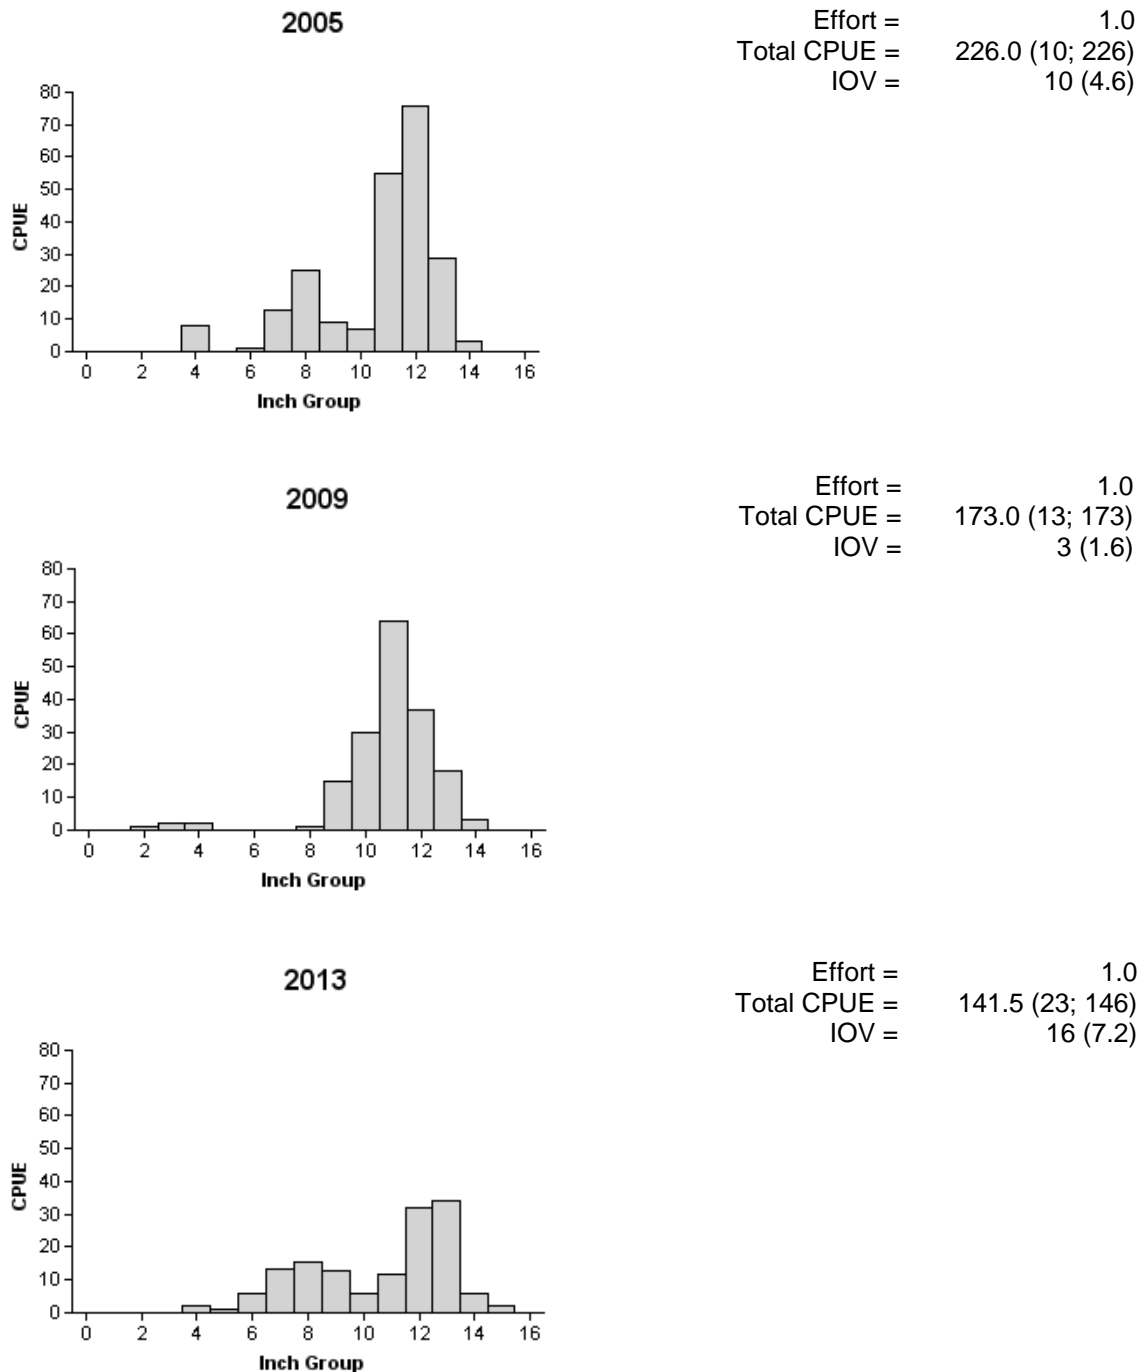 2005
Effort = 1.0
Total CPUE = 226.0 (10; 226)
IOV = 10 (4.6)
80
70
60
50
40
30
20
10
0
CPUE
0 2 4 6 8 10 12 14 16
Inch Group
2009
Effort = 1.0
Total CPUE = 173.0 (13; 173)
IOV = 3 (1.6)
80
70
60
50
40
30
20
10
0
CPUE
0 2 4 6 8 10 12 14 16
Inch Group
2013
Effort = 1.0
Total CPUE = 141.5 (23; 146)
IOV = 16 (7.2)
80
70
60
50
40
30
20
10
0
CPUE
0 2 4 6 8 10 12 14 16
Inch Group